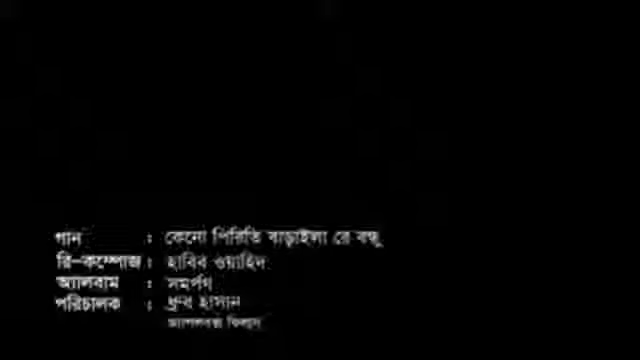 গান : কেনো পিরিতি বাড়াইলা রে বন্ধু
রি-কম্পোজ : হাবিব ওয়াহিদ
অ্যালবাম : সমর্পণ
পরিচালক : ধ্রুব হাসান